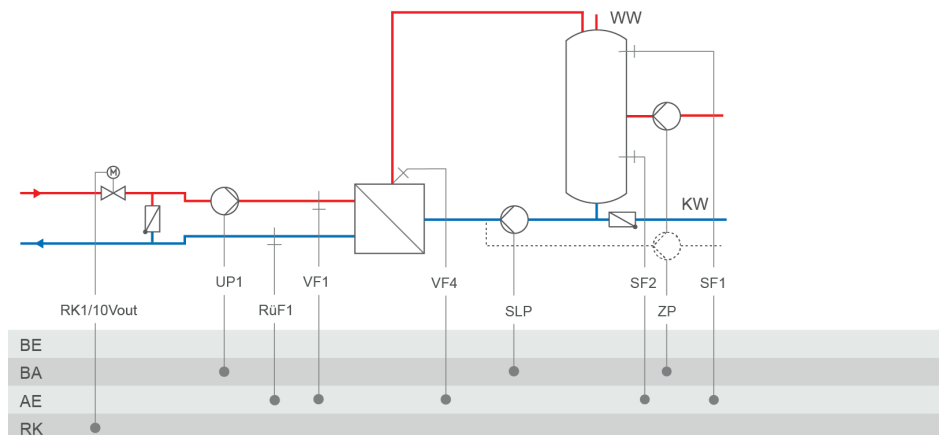 WW
M
KW
UP1 VF1 VF4 SF2 SF1
RK1/10Vout RüF1 SLP ZP
BE
BA
AE
RK